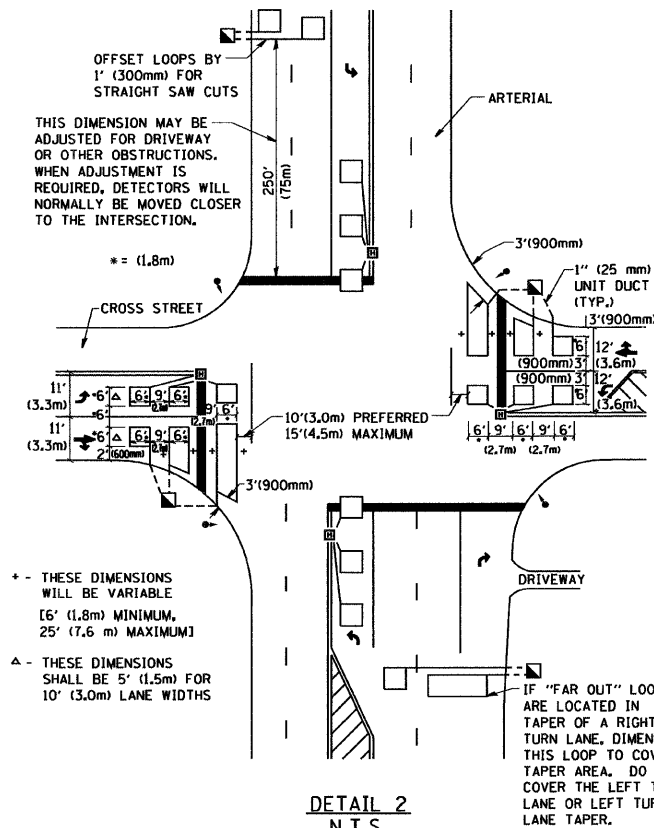 OFFSET LOOPS BY
1' (300mm) FOR
STRAIGHT SAW CUTS
ARTERIAL
THIS DIMENSION MAY BE
ADJUSTED FOR DRIVEWAY
OR OTHER OBSTRUCTIONS.
WHEN ADJUSTMENT IS
REQUIRED, DETECTORS WILL
NORMALLY BE MOVED CLOSER
TO THE INTERSECTION.
250'
(75m)
* = (1.8m)
3'(900mm)
1" (25 mm)
UNIT DUCT
(TYP.)
CROSS STREET
3'(900mm)
*6'
12'
(3.6m)
(900mm) 3'
(900mm) 3'
12'
*6'
(3.6m)
11'
(3.3m)
*6'
△
6' 9' 6'
*
(2.7m)
*
*6'
9' 6'
(2.7m) *
11'
(3.3m)
*6'
△
6' 9' 6'
*
(2.7m)
*
2' (600mm)
10'(3.0m) PREFERRED
15'(4.5m) MAXIMUM
6' 9' 6' 9' 6'
* * *
(2.7m) (2.7m)
3'(900mm)
+ - THESE DIMENSIONS
WILL BE VARIABLE
[6' (1.8m) MINIMUM,
25' (7.6 m) MAXIMUM]
△ - THESE DIMENSIONS
SHALL BE 5' (1.5m) FOR
10' (3.0m) LANE WIDTHS
DRIVEWAY
IF "FAR OUT" LOO
ARE LOCATED IN
TAPER OF A RIGHT
TURN LANE, DIMEN
THIS LOOP TO COV
TAPER AREA. DO
COVER THE LEFT T
LANE OR LEFT TUR
LANE TAPER.
DETAIL 2
N.T.S.